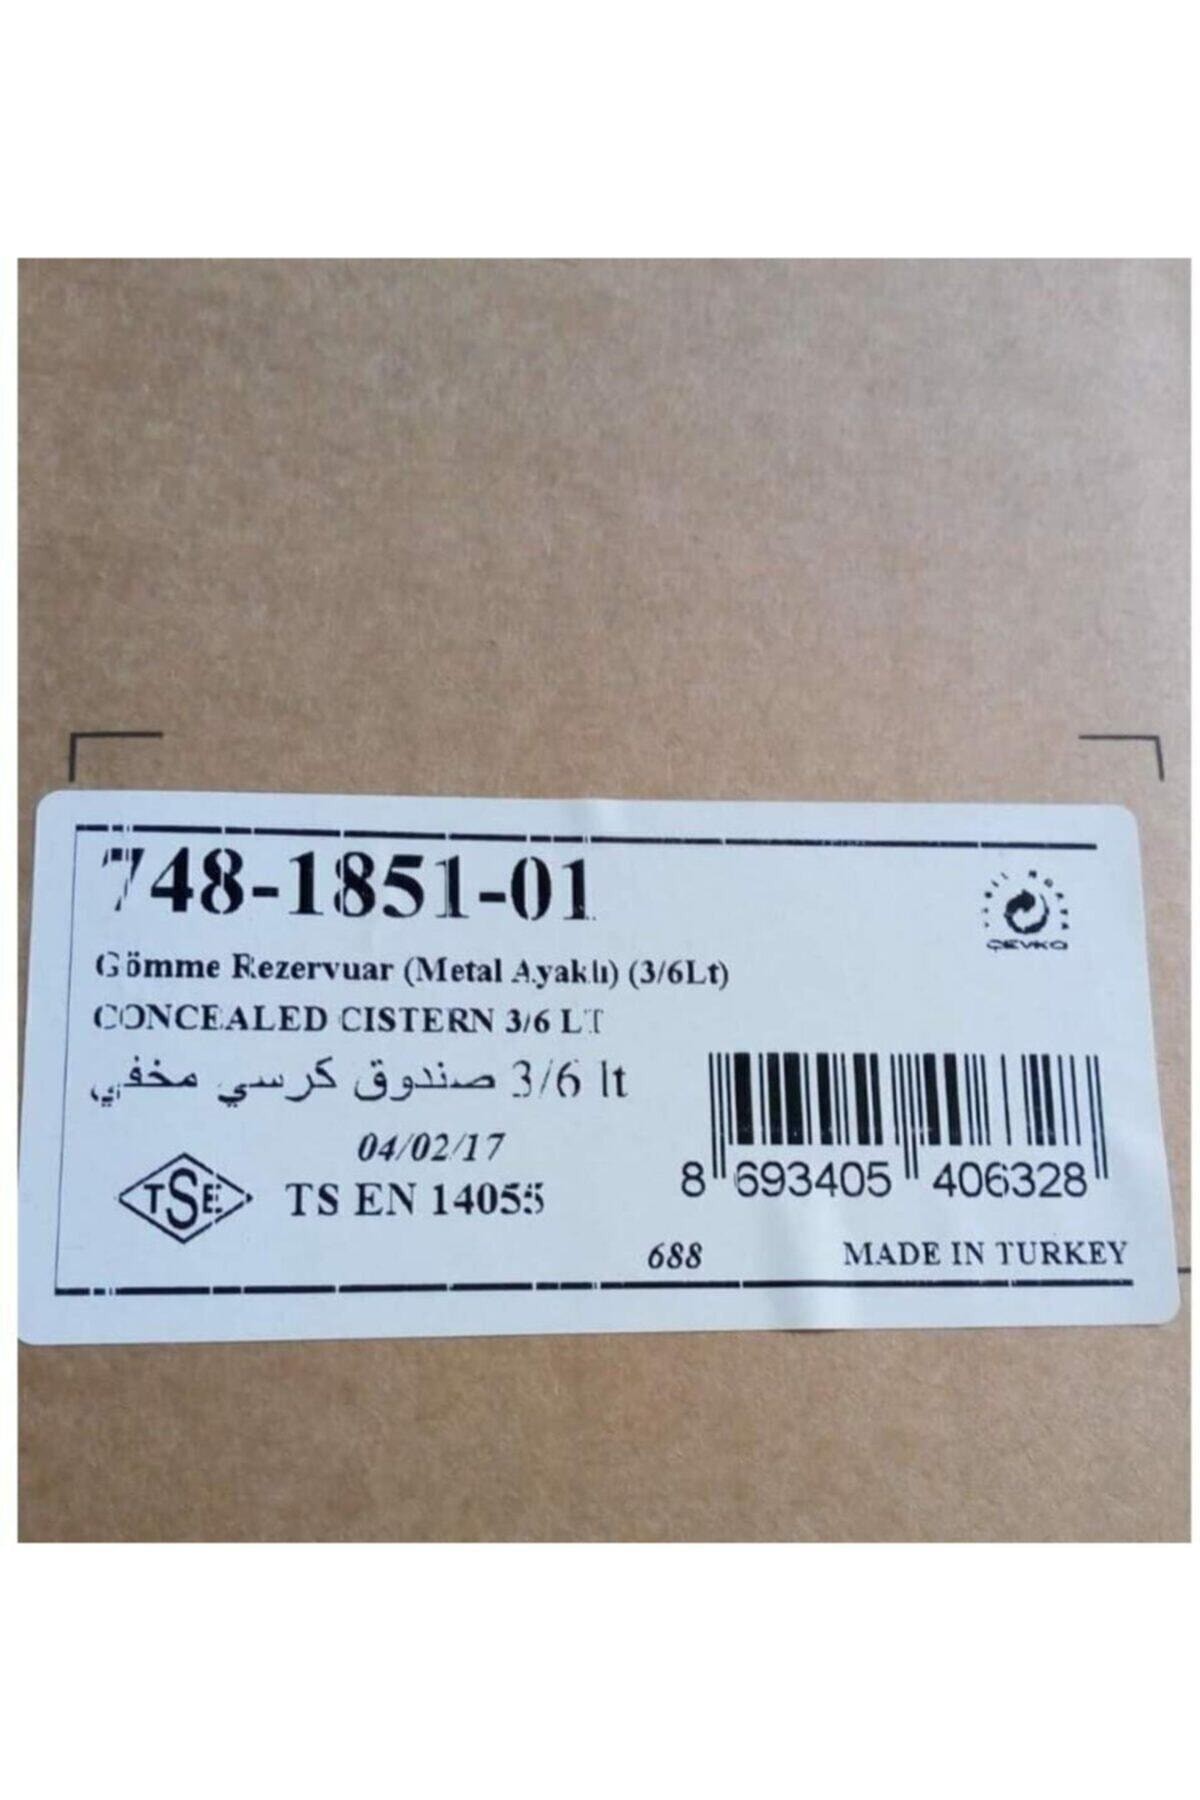 748-1851-01
ÇEVKO
Gömme Rezervuar (Metal Ayaklı) (3/6Lt)
CONCEALED CISTERN 3/6 LT
صندوق كرسي مخفي 3/6 lt
04/02/17
TSE TS EN 14055
8 693405 406328
688 MADE IN TURKEY